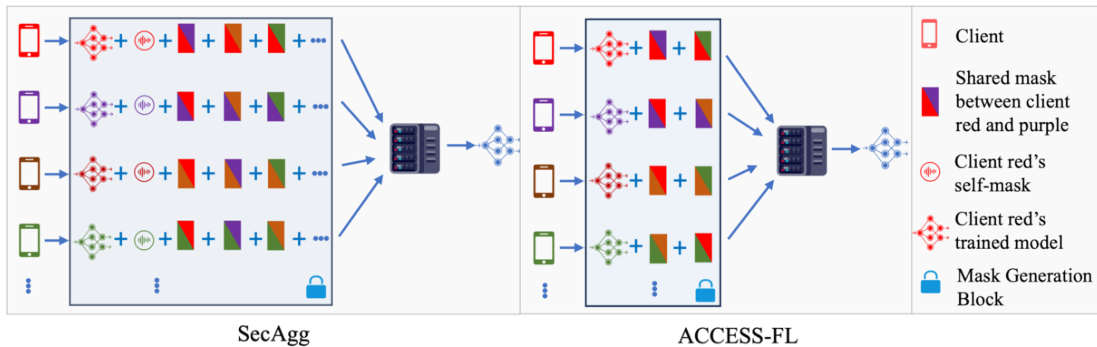 Client
Shared mask
between client
red and purple
Client red's
self-mask
Client red's
trained model
Mask Generation
Block
SecAgg
ACCESS-FL